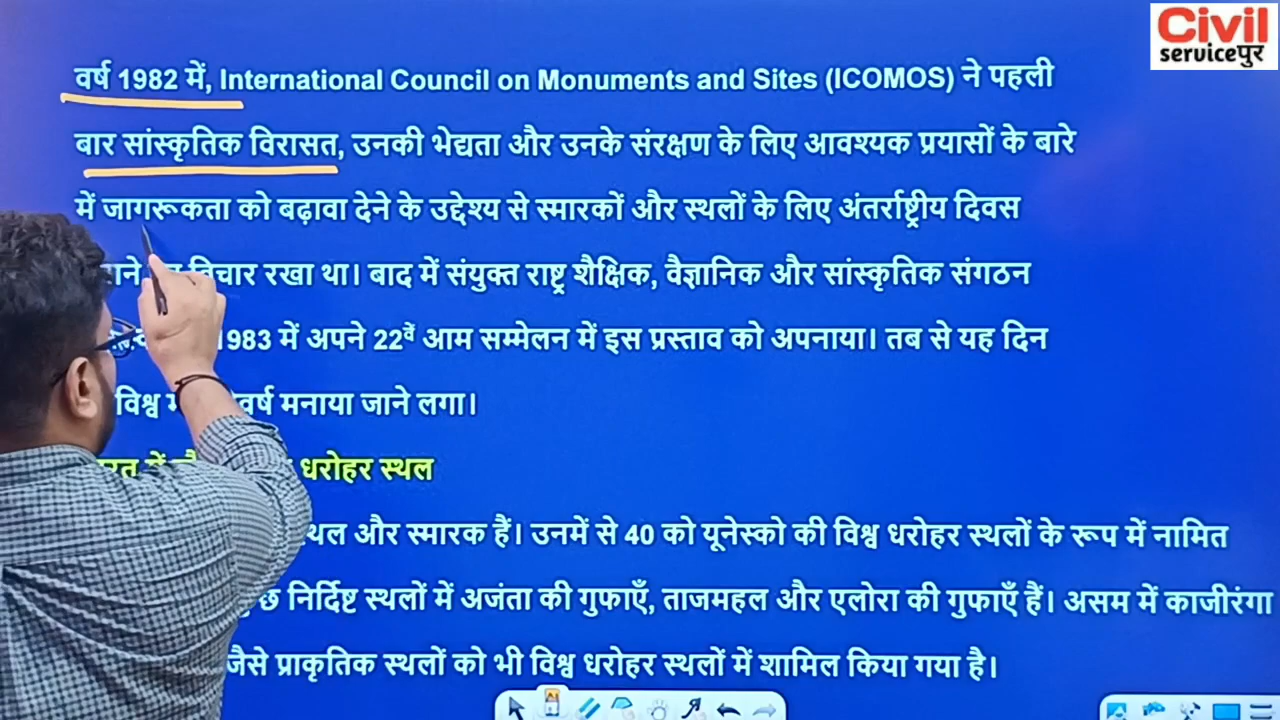 Civil
serviceपुर
वर्ष 1982 में, International Council on Monuments and Sites (ICOMOS) ने पहली
बार सांस्कृतिक विरासत, उनकी भेद्यता और उनके संरक्षण के लिए आवश्यक प्रयासों के बारे
में जागरूकता को बढ़ावा देने के उद्देश्य से स्मारकों और स्थलों के लिए अंतर्राष्ट्रीय दिवस
विचार रखा था। बाद में संयुक्त राष्ट्र शैक्षिक, वैज्ञानिक और सांस्कृतिक संगठन
1983 में अपने 22वें आम सम्मेलन में इस प्रस्ताव को अपनाया। तब से यह दिन
विश्व वर्ष मनाया जाने लगा।
धरोहर स्थल
और स्मारक हैं। उनमें से 40 को यूनेस्को की विश्व धरोहर स्थलों के रूप में नामित
निर्दिष्ट स्थलों में अजंता की गुफाएँ, ताजमहल और एलोरा की गुफाएँ हैं। असम में काजीरंगा
जैसे प्राकृतिक स्थलों को भी विश्व धरोहर स्थलों में शामिल किया गया है।